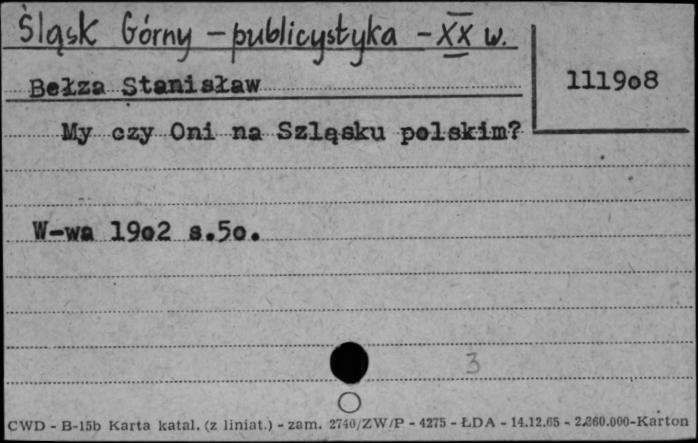 Śląsk Górny - publicystyka - XX w.
Bełza Stanisław
111908
My czy Oni na Szląsku polskim?
W-wa 19o2 s.5o.
3
CWD - B-15b Karta katal. (z liniat.) - zam. 2740/ZW/P - 4275 - ŁDA - 14.12.65 - 2.360.000-Karton